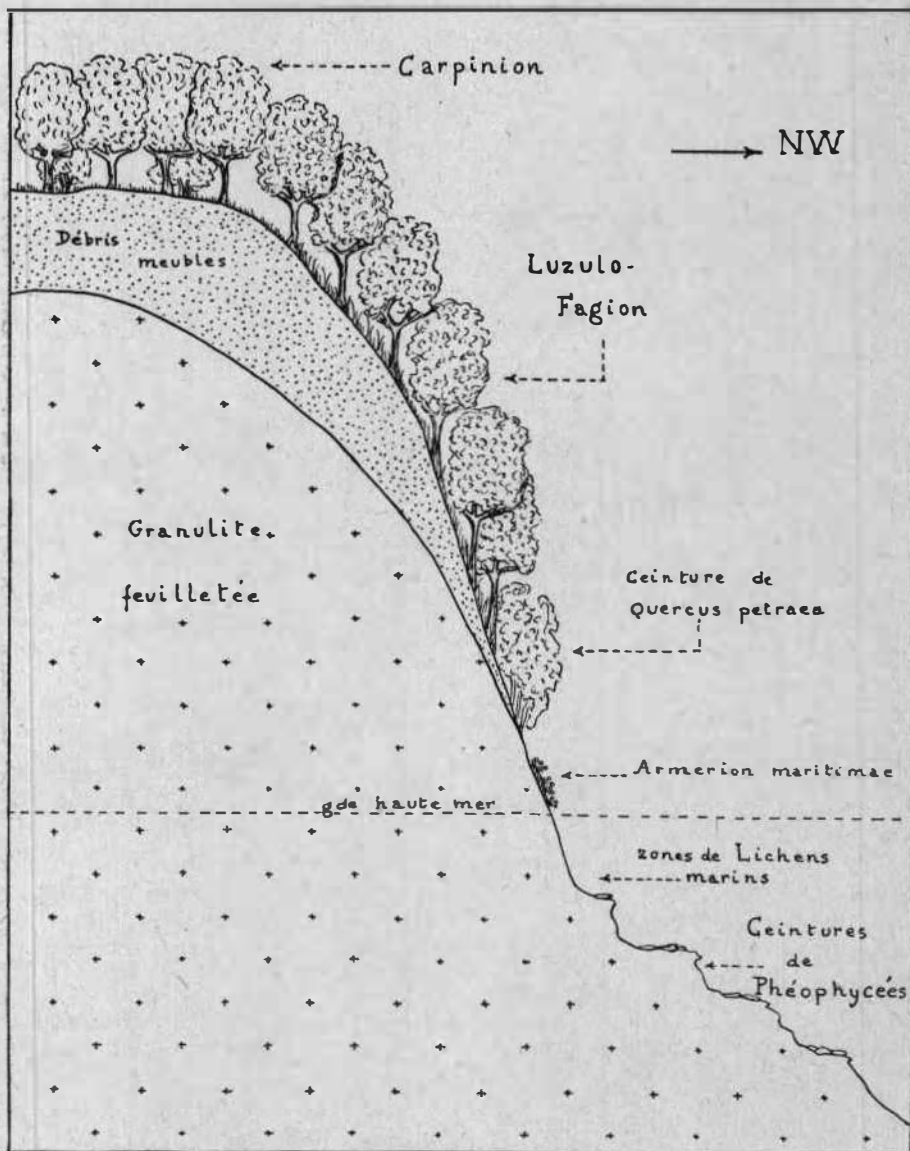 Carpinion
NW
Débris
meubles
Luzulo-
Fagion
Granulite
feuilletée
Ceinture de
Quercus petraea
Armerion maritimae
gde haute mer
zones de Lichens
marins
Ceintures
de
Phéophycées